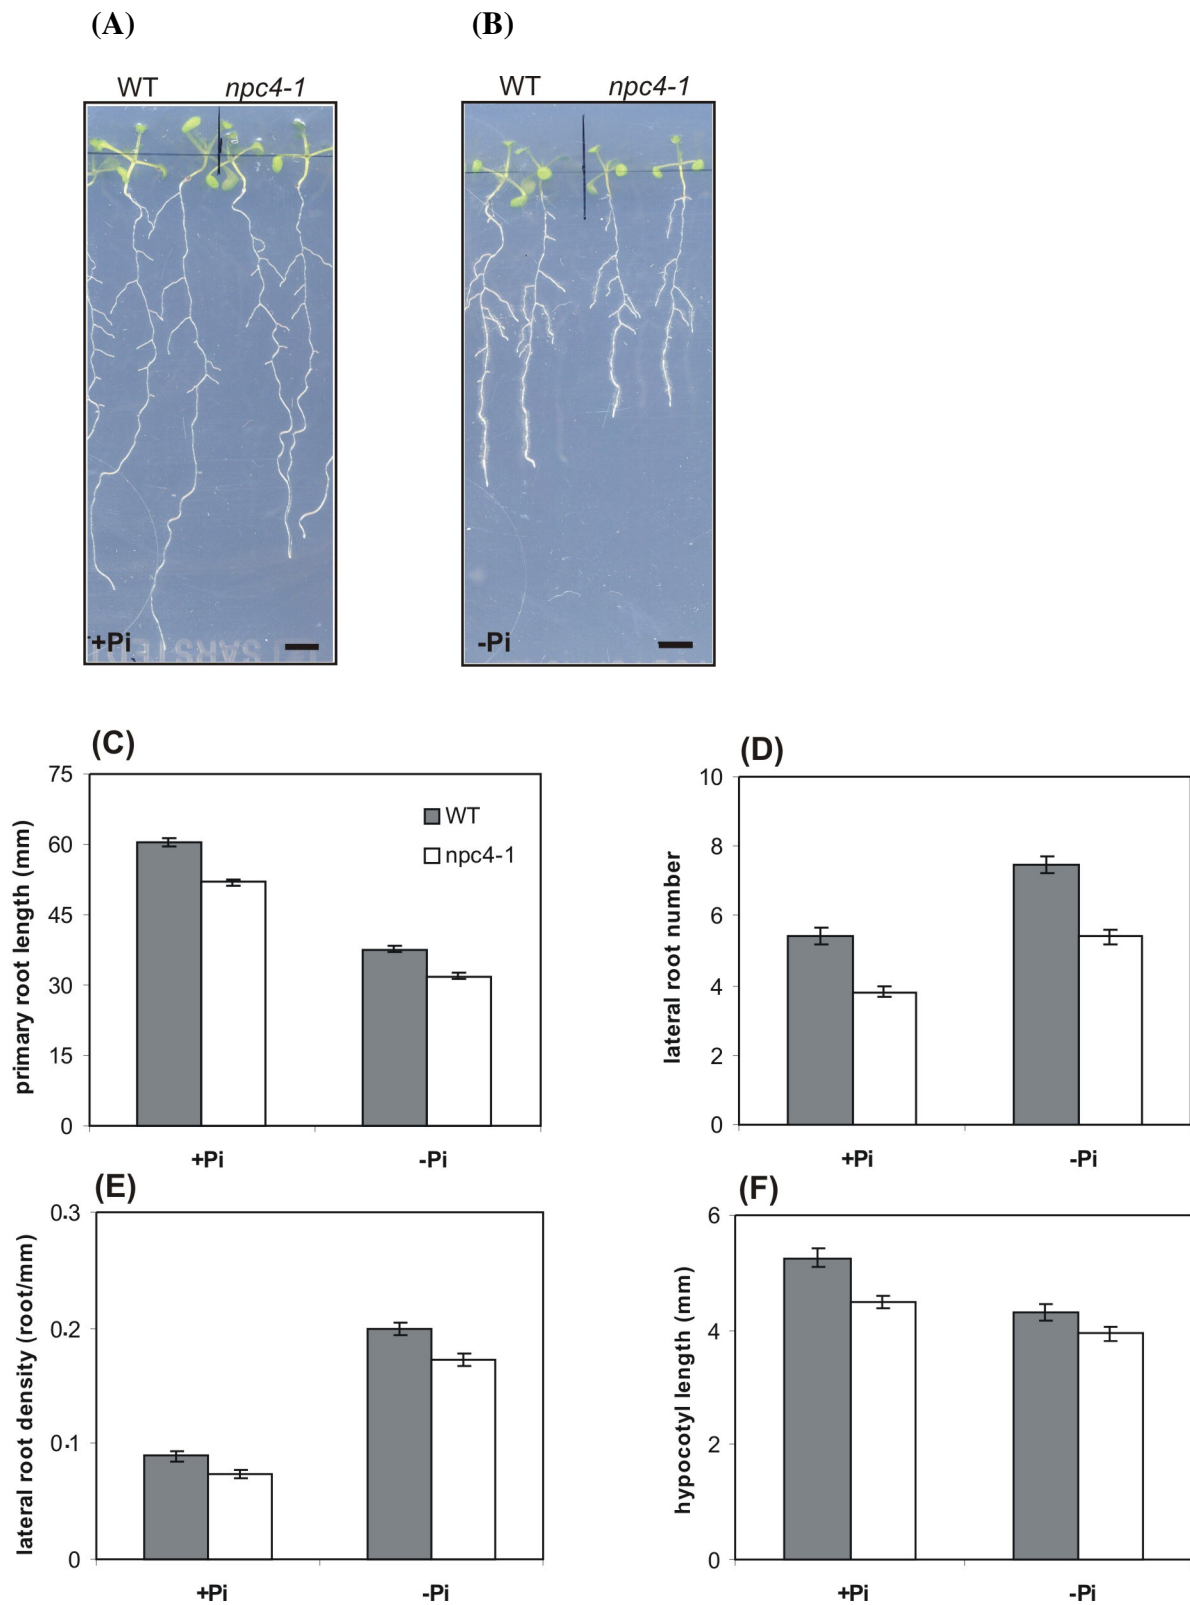 (A)
(B)
WT npc4-1
WT npc4-1
+Pi
SARSTEDT
-Pi
(C)
75
60
45
30
15
0
primary root length (mm)
WT
npc4-1
+Pi -Pi
(D)
10
8
6
4
2
0
lateral root number
+Pi -Pi
(E)
0.3
0.2
0.1
0
lateral root density (root/mm)
+Pi -Pi
(F)
6
4
2
0
hypocotyl length (mm)
+Pi -Pi